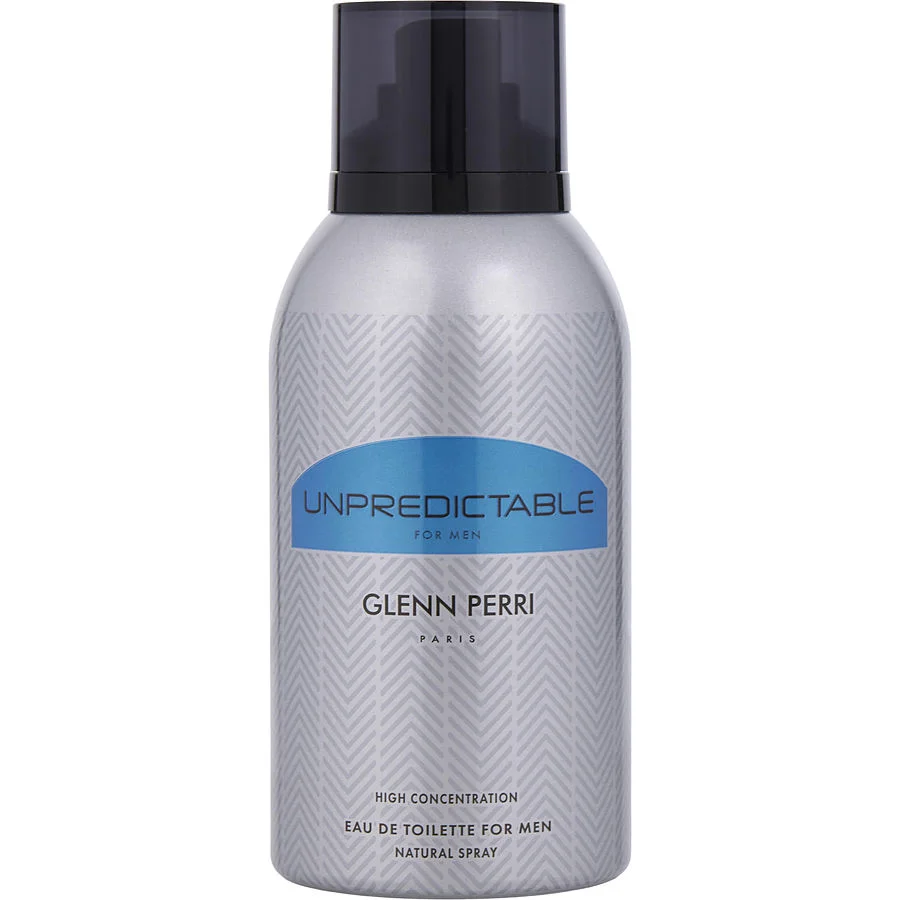 UNPREDICTABLE
FOR MEN
GLENN PERRI
PARIS
HIGH CONCENTRATION
EAU DE TOILETTE FOR MEN
NATURAL SPRAY